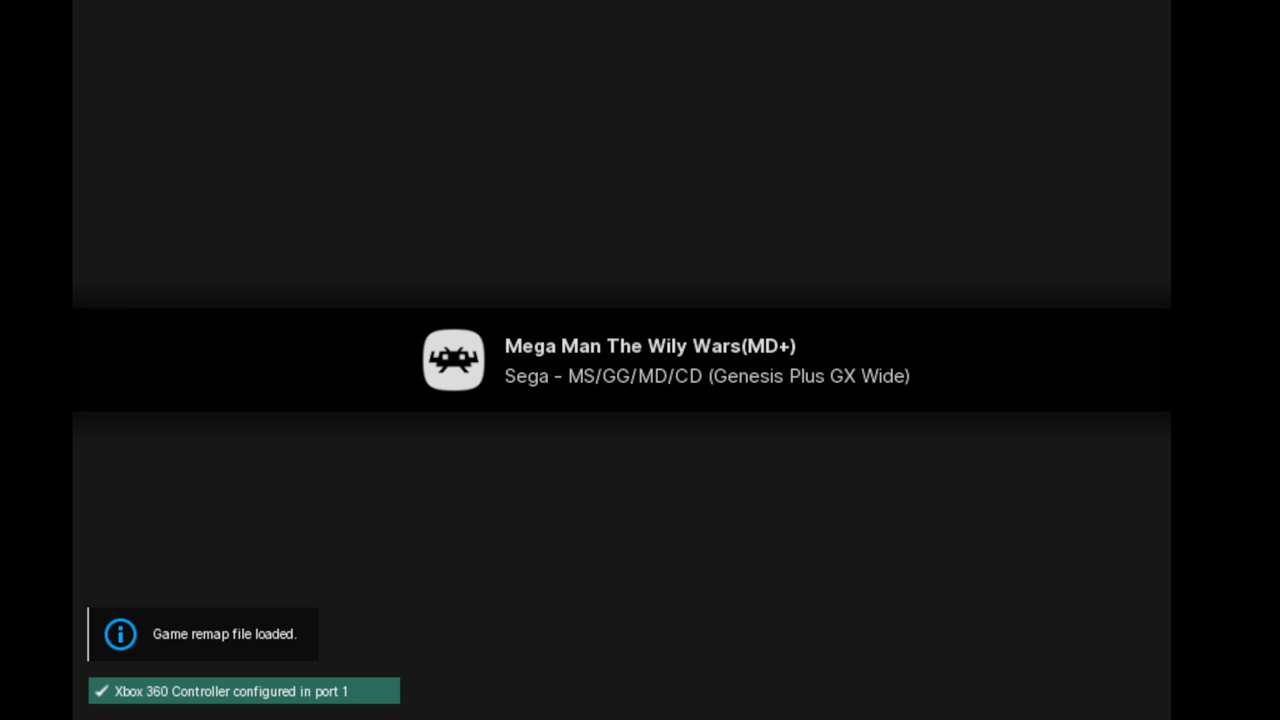 Mega Man The Wily Wars(MD+)
Sega - MS/GG/MD/CD (Genesis Plus GX Wide)
Game remap file loaded.
Xbox 360 Controller configured in port 1